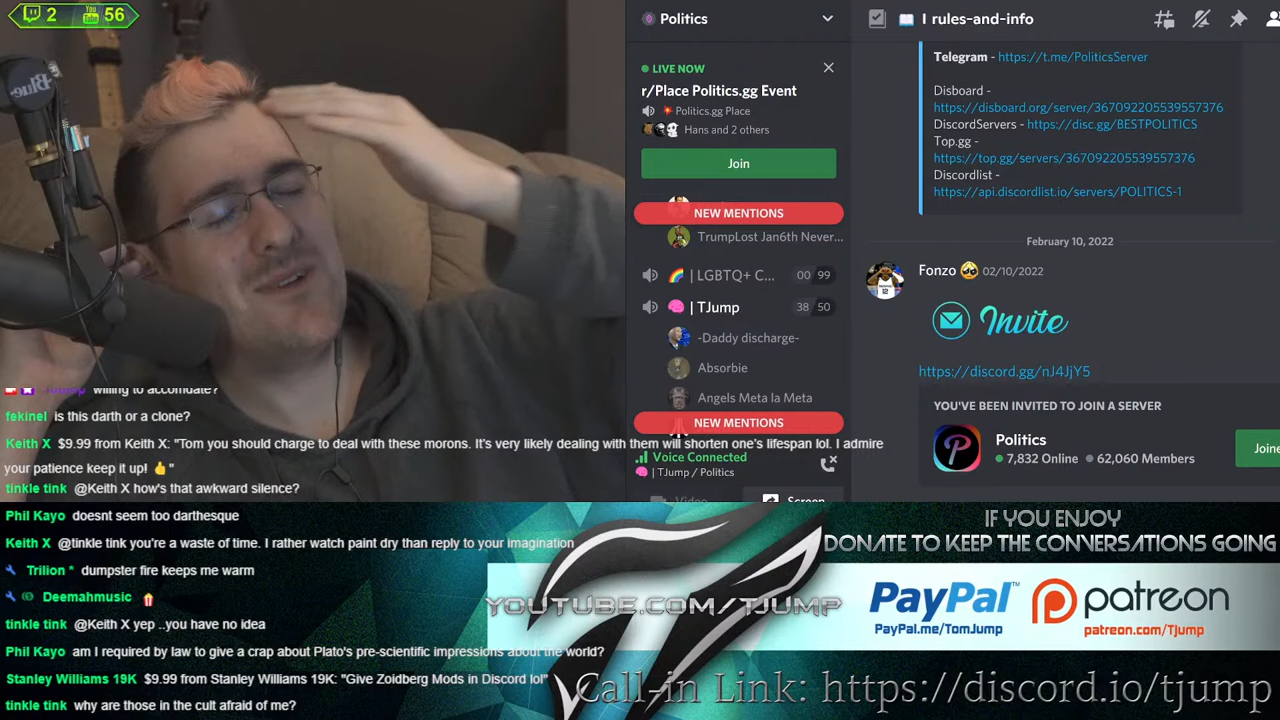 2 You Tube 56
Blue
Tjump willing to accomdate?
fekinel is this darth or a clone?
Keith X $9.99 from Keith X: "Tom you should charge to deal with these morons. It's very likely dealing with them will shorten one's lifespan lol. I admire
your patience keep it up! 👍"
tinkle tink @Keith X how's that awkward silence?
Phil Kayo doesnt seem too darthesque
Keith X @tinkle tink you're a waste of time. I rather watch paint dry than reply to your imagination
Trilion * dumpster fire keeps me warm
Deemahmusic 🍿
tinkle tink @Keith X yep ..you have no idea
Phil Kayo am I required by law to give a crap about Plato's pre-scientific impressions about the world?
Stanley Williams 19K $9.99 from Stanley Williams 19K: "Give Zoidberg Mods in Discord lol"
tinkle tink why are those in the cult afraid of me?
Politics
LIVE NOW
r/Place Politics.gg Event
Politics.gg Place
Hans and 2 others
Join
NEW MENTIONS
TrumpLost Jan6th Never...
🌈 | LGBTQ+ C... 00 99
🧠 | TJump 38 50
-Daddy discharge-
Absorbie
Angels Meta la Meta
NEW MENTIONS
Voice Connected
🧠 | TJump / Politics
Video Screen
📖 | rules-and-info
Telegram - https://t.me/PoliticsServer
Disboard -
https://disboard.org/server/367092205539557376
DiscordServers - https://disc.gg/BESTPOLITICS
Top.gg -
https://top.gg/servers/367092205539557376
Discordlist -
https://api.discordlist.io/servers/POLITICS-1
February 10, 2022
Fonzo 🥺 02/10/2022
Invite
https://discord.gg/nJ4JjY5
YOU'VE BEEN INVITED TO JOIN A SERVER
Politics
7,832 Online 62,060 Members
Joine
IF YOU ENJOY
DONATE TO KEEP THE CONVERSATIONS GOING
YOUTUBE.COM/TJUMP
PayPal™
PayPal.me/TomJump
patreon
patreon.com/Tjump
Call-in Link: https://discord.io/tjump